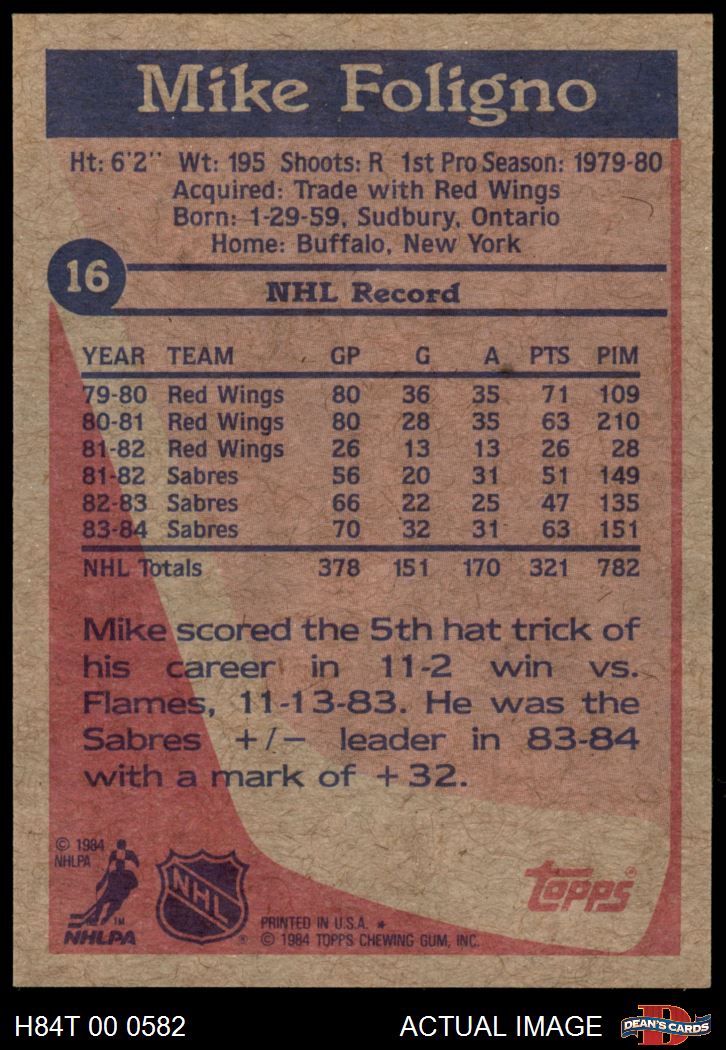 Mike Foligno
Ht: 6'2" Wt: 195 Shoots: R 1st Pro Season: 1979-80
Acquired: Trade with Red Wings
Born: 1-29-59, Sudbury, Ontario
Home: Buffalo, New York
16
NHL Record
YEAR TEAM GP G A PTS PIM
79-80 Red Wings 80 36 35 71 109
80-81 Red Wings 80 28 35 63 210
81-82 Red Wings 26 13 13 26 28
81-82 Sabres 56 20 31 51 149
82-83 Sabres 66 22 25 47 135
83-84 Sabres 70 32 31 63 151
NHL Totals 378 151 170 321 782
Mike scored the 5th hat trick of
his career in 11-2 win vs.
Flames, 11-13-83. He was the
Sabres +/− leader in 83-84
with a mark of +32.
© 1984
NHLPA
TM
NHLPA
NHL
®
topps®
PRINTED IN U.S.A. *
© 1984 TOPPS CHEWING GUM, INC.
H84T 00 0582
ACTUAL IMAGE
D
DEAN'S CARDS